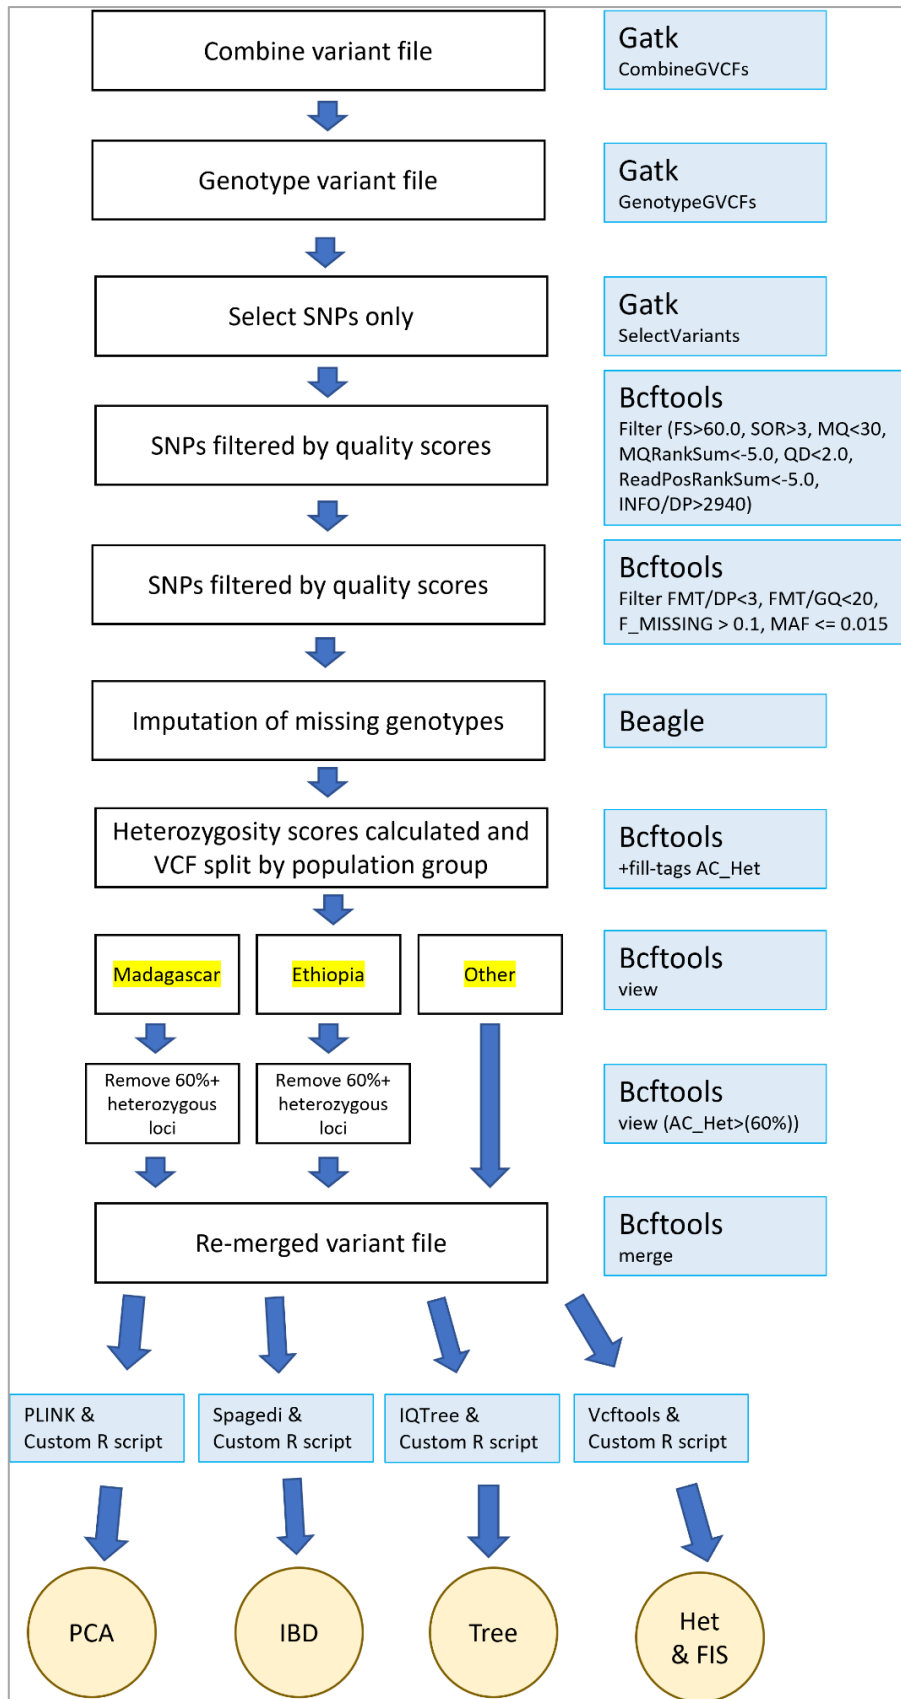 Combine variant file
Gatk
CombineGVCFs
Genotype variant file
Gatk
GenotypeGVCFs
Select SNPs only
Gatk
SelectVariants
SNPs filtered by quality scores
Bcftools
Filter (FS>60.0, SOR>3, MQ<30,
MQRankSum<-5.0, QD<2.0,
ReadPosRankSum<-5.0,
INFO/DP>2940)
SNPs filtered by quality scores
Bcftools
Filter FMT/DP<3, FMT/GQ<20,
F_MISSING > 0.1, MAF <= 0.015
Imputation of missing genotypes
Beagle
Heterozygosity scores calculated and
VCF split by population group
Bcftools
+fill-tags AC_Het
Madagascar
Ethiopia
Other
Bcftools
view
Remove 60%+
heterozygous
loci
Remove 60%+
heterozygous
loci
Bcftools
view (AC_Het>(60%))
Re-merged variant file
Bcftools
merge
PLINK &
Custom R script
Spagedi &
Custom R script
IQTree &
Custom R script
Vcftools &
Custom R script
PCA
IBD
Tree
Het
& FIS